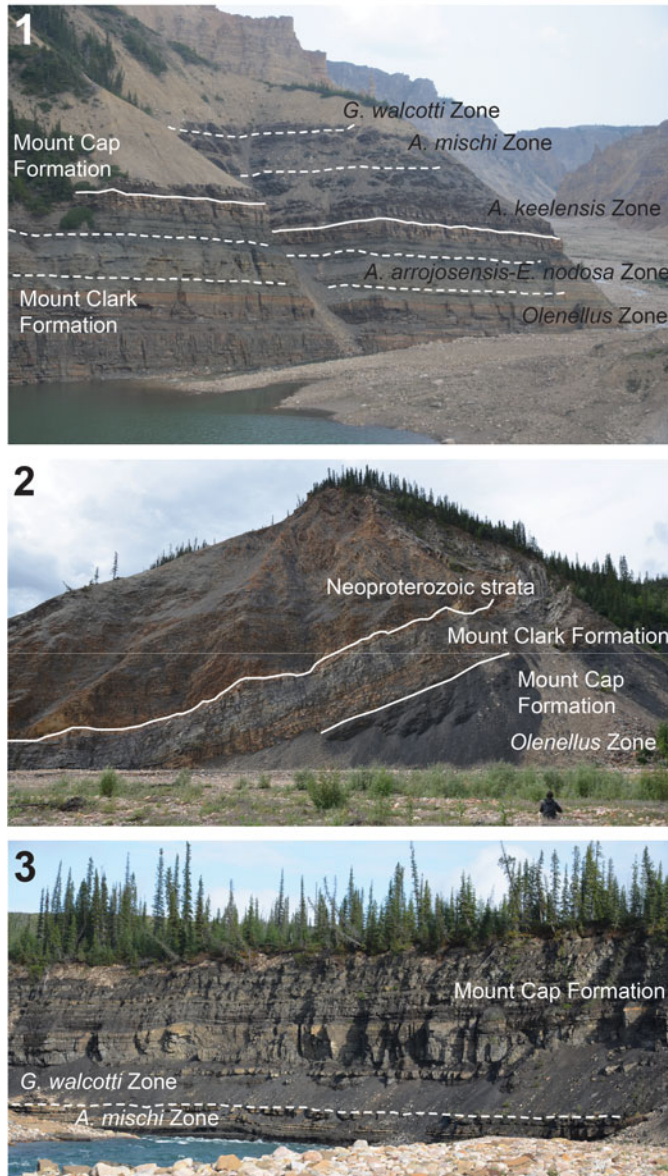 1
G. walcotti Zone
A. mischi Zone
Mount Cap
Formation
A. keelensis Zone
A. arrojosensis-E. nodosa Zone
Mount Clark
Formation
Olenellus Zone
2
Neoproterozoic strata
Mount Clark Formation
Mount Cap
Formation
Olenellus Zone
3
Mount Cap Formation
G. walcotti Zone
A. mischi Zone